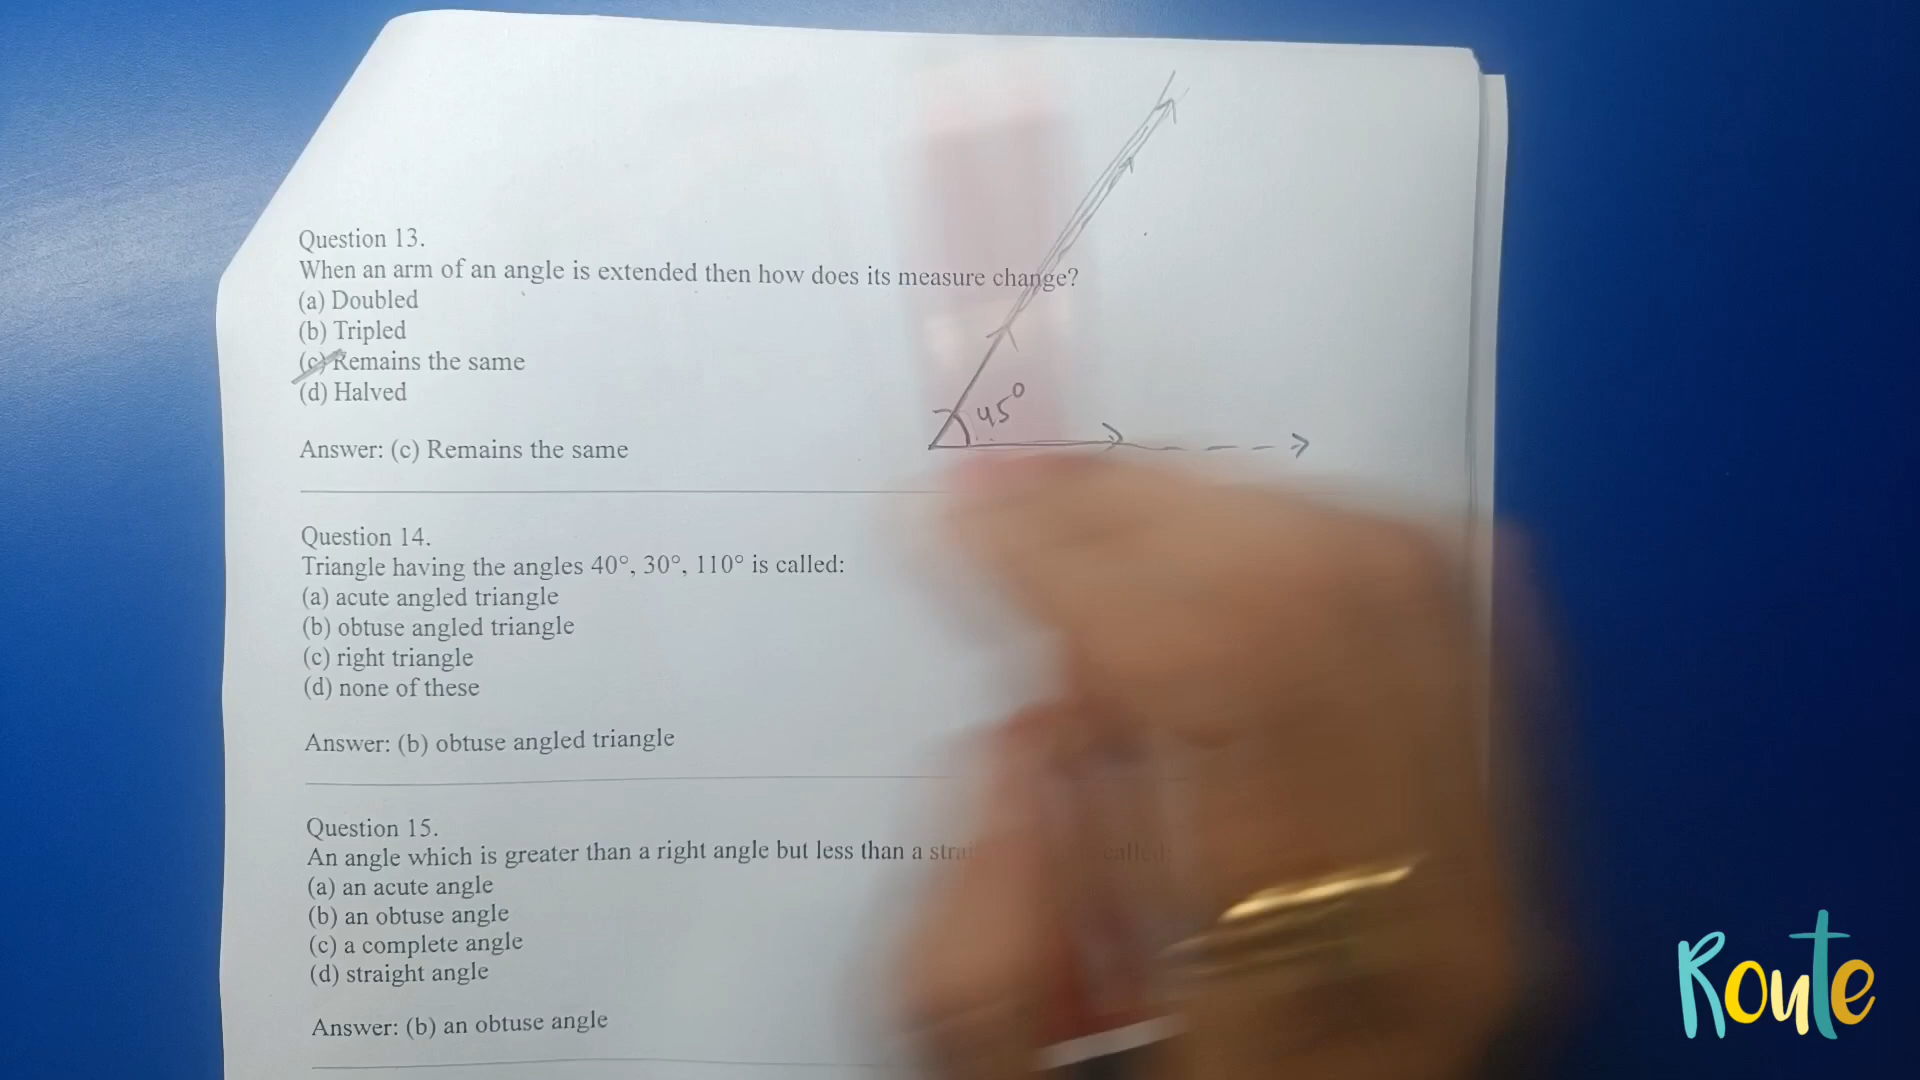 Question 13.
When an arm of an angle is extended then how does its measure change?
(a) Doubled
(b) Tripled
(c) Remains the same
(d) Halved
45°
Answer: (c) Remains the same
Question 14.
Triangle having the angles 40°, 30°, 110° is called:
(a) acute angled triangle
(b) obtuse angled triangle
(c) right triangle
(d) none of these
Answer: (b) obtuse angled triangle
Question 15.
An angle which is greater than a right angle but less than a called:
(a) an acute angle
(b) an obtuse angle
(c) a complete angle
(d) straight angle
Answer: (b) an obtuse angle
Route